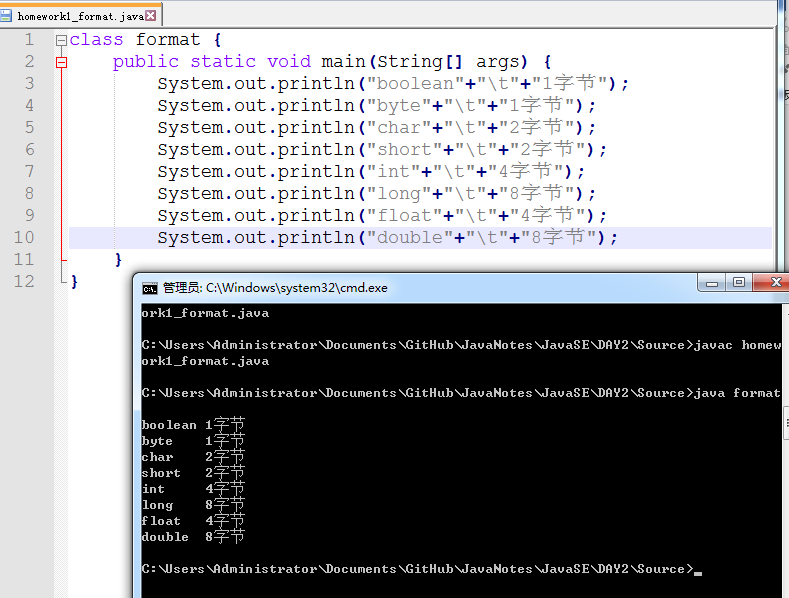 homework1_format.java
1 class format {
2 public static void main(String[] args) {
3 System.out.println("boolean"+"\t"+"1字节");
4 System.out.println("byte"+"\t"+"1字节");
5 System.out.println("char"+"\t"+"2字节");
6 System.out.println("short"+"\t"+"2字节");
7 System.out.println("int"+"\t"+"4字节");
8 System.out.println("long"+"\t"+"8字节");
9 System.out.println("float"+"\t"+"4字节");
10 System.out.println("double"+"\t"+"8字节");
11 }
12 }
管理员: C:\Windows\system32\cmd.exe
ork1_format.java
C:\Users\Administrator\Documents\GitHub\JavaNotes\JavaSE\DAY2\Source>javac homew
ork1_format.java
C:\Users\Administrator\Documents\GitHub\JavaNotes\JavaSE\DAY2\Source>java format
boolean 1字节
byte 1字节
char 2字节
short 2字节
int 4字节
long 8字节
float 4字节
double 8字节
C:\Users\Administrator\Documents\GitHub\JavaNotes\JavaSE\DAY2\Source>